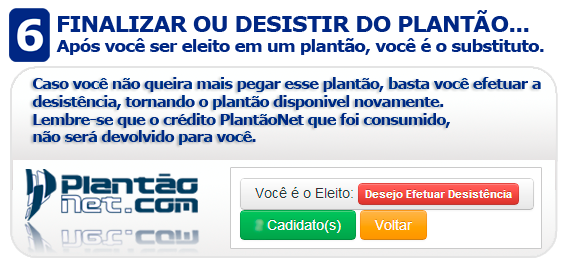 6 FINALIZAR OU DESISTIR DO PLANTÃO...
Após você ser eleito em um plantão, você é o substituto.
Caso você não queira mais pegar esse plantão, basta você efetuar a
desistência, tornando o plantão disponivel novamente.
Lembre-se que o crédito PlantãoNet que foi consumido,
não será devolvido para você.
Plantão
net.com
Você é o Eleito: Desejo Efetuar Desistência
Cadidato(s) Voltar